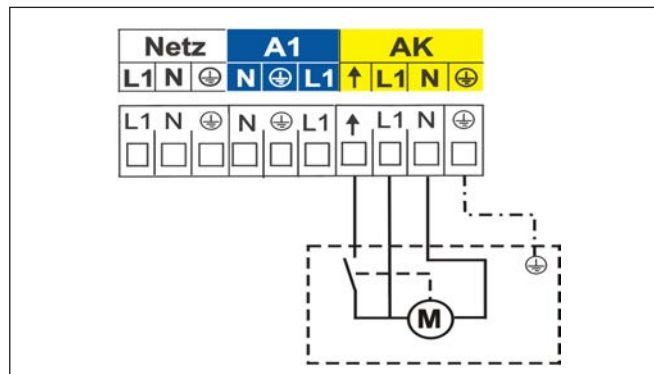 Netz A1 AK
L1 N ⏚ N ⏚ L1 ↑ L1 N ⏚
L1 N ⏚ N ⏚ L1 ↑ L1 N ⏚
⏚
M